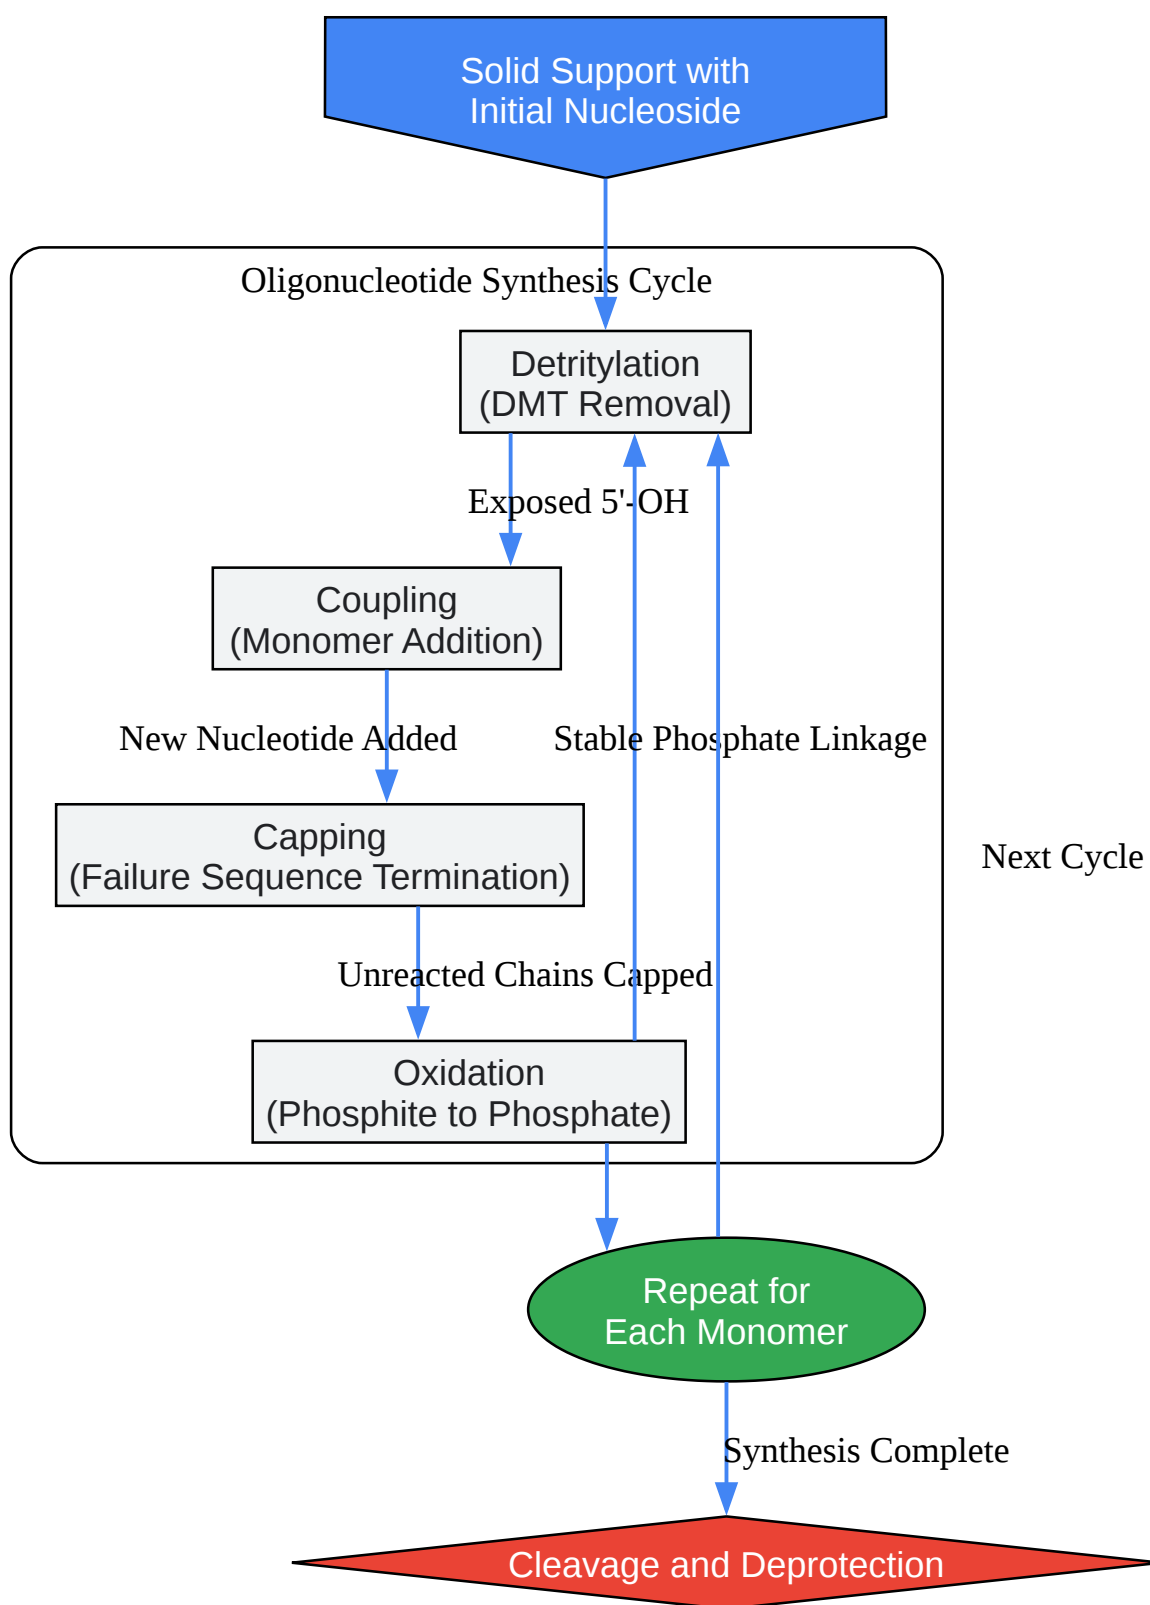 Solid Support with
Initial Nucleoside
Oligonucleotide Synthesis Cycle
Detritylation
(DMT Removal)
Exposed 5'-OH
Coupling
(Monomer Addition)
New Nucleotide Added
Stable Phosphate Linkage
Capping
(Failure Sequence Termination)
Next Cycle
Unreacted Chains Capped
Oxidation
(Phosphite to Phosphate)
Repeat for
Each Monomer
Synthesis Complete
Cleavage and Deprotection